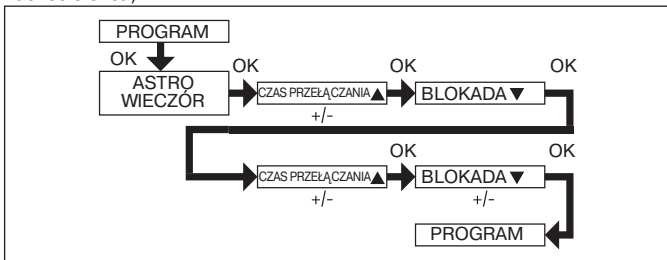 PROGRAM
OK
ASTRO
WIECZÓR
OK
CZAS PRZEŁĄCZANIA▲
+/-
OK
BLOKADA▼
OK
CZAS PRZEŁĄCZANIA▲
+/-
OK
BLOKADA▼
+/-
OK
PROGRAM